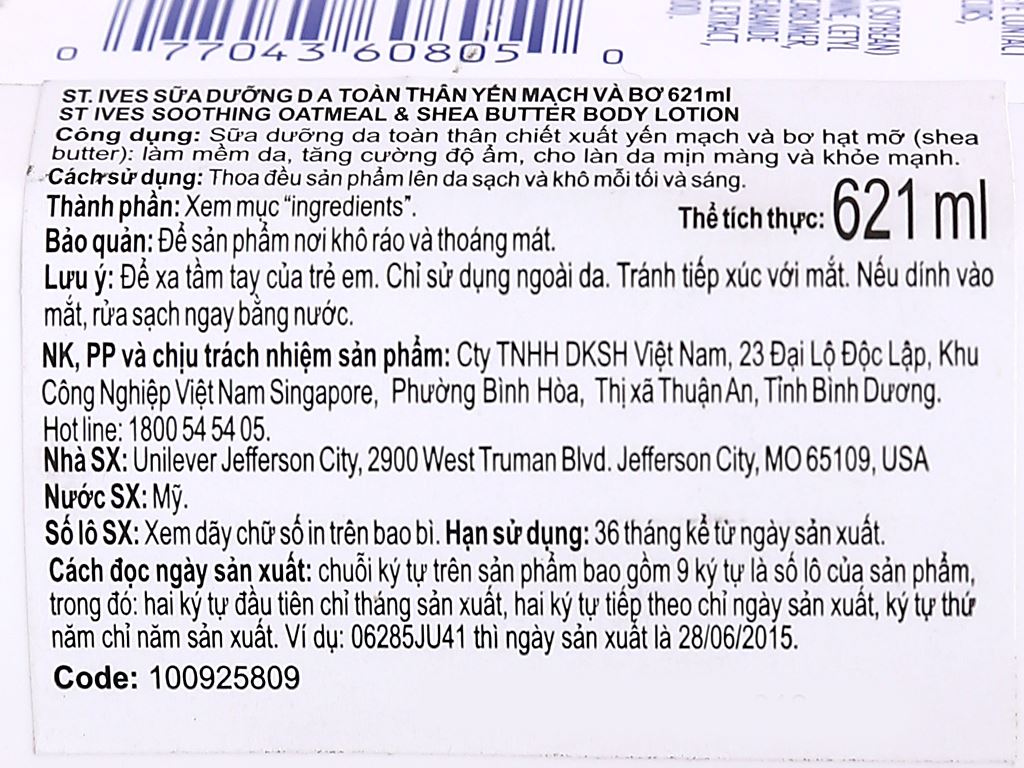 0 77043 60805 0
ST. IVES SỮA DƯỠNG D A TOÀN THÂN YẾN MẠCH VÀ BƠ 621ml
ST IVES SOOTHING OATMEAL & SHEA BUTTER BODY LOTION
Công dụng: Sữa dưỡng da toàn thân chiết xuất yến mạch và bơ hạt mỡ (shea
butter): làm mềm da, tăng cường độ ẩm, cho làn da mịn màng và khỏe mạnh.
Cách sử dụng: Thoa đều sản phẩm lên da sạch và khô mỗi tối và sáng.
Thành phần: Xem mục “ingredients”.
Thể tích thực: 621 ml
Bảo quản: Để sản phẩm nơi khô ráo và thoáng mát.
Lưu ý: Để xa tầm tay của trẻ em. Chỉ sử dụng ngoài da. Tránh tiếp xúc với mắt. Nếu dính vào
mắt, rửa sạch ngay bằng nước.
NK, PP và chịu trách nhiệm sản phẩm: Cty TNHH DKSH Việt Nam, 23 Đại Lộ Độc Lập, Khu
Công Nghiệp Việt Nam Singapore, Phường Bình Hòa, Thị xã Thuận An, Tỉnh Bình Dương.
Hot line: 1800 54 54 05.
Nhà SX: Unilever Jefferson City, 2900 West Truman Blvd. Jefferson City, MO 65109, USA
Nước SX: Mỹ.
Số lô SX: Xem dãy chữ số in trên bao bì. Hạn sử dụng: 36 tháng kể từ ngày sản xuất.
Cách đọc ngày sản xuất: chuỗi ký tự trên sản phẩm bao gồm 9 ký tự là số lô của sản phẩm,
trong đó: hai ký tự đầu tiên chỉ tháng sản xuất, hai ký tự tiếp theo chỉ ngày sản xuất, ký tự thứ
năm chỉ năm sản xuất. Ví dụ: 06285JU41 thì ngày sản xuất là 28/06/2015.
Code: 100925809